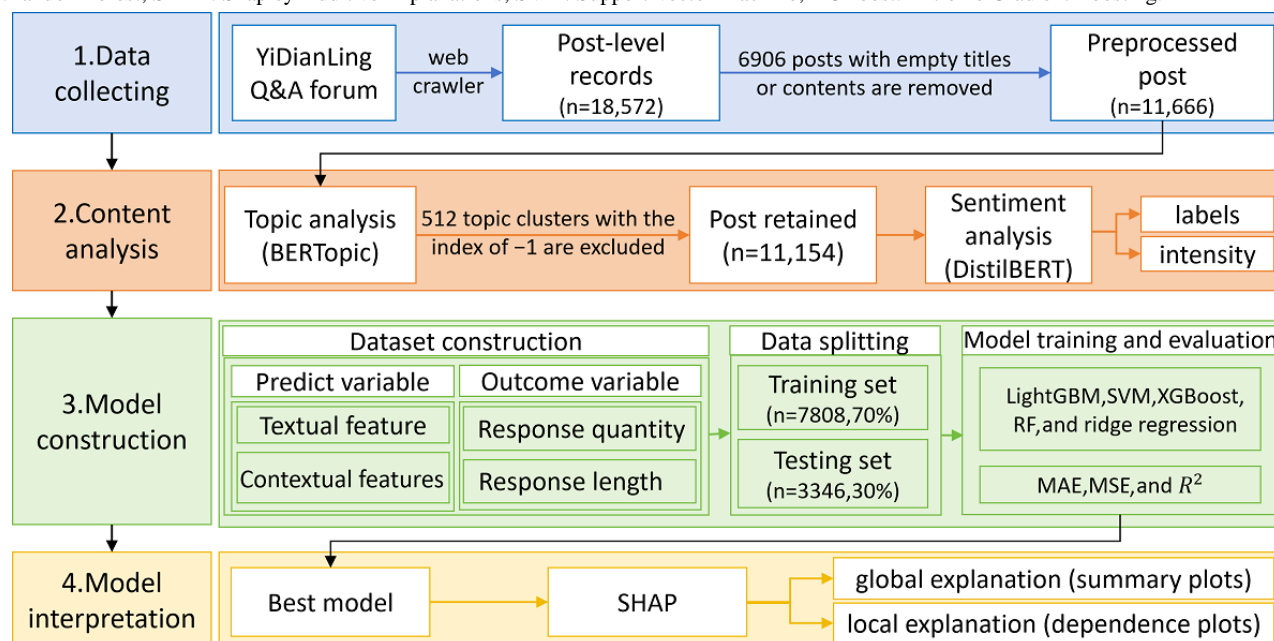 1.Data
collecting
YiDianLing
Q&A forum
web
crawler
Post-level
records
(n=18,572)
6906 posts with empty titles
or contents are removed
Preprocessed
post
(n=11,666)
2.Content
analysis
Topic analysis
(BERTopic)
512 topic clusters with the
index of −1 are excluded
Post retained
(n=11,154)
Sentiment
analysis
(DistilBERT)
labels
intensity
3.Model
construction
Dataset construction
Predict variable
Textual feature
Contextual features
Outcome variable
Response quantity
Response length
Data splitting
Training set
(n=7808,70%)
Testing set
(n=3346,30%)
Model training and evaluation
LightGBM,SVM,XGBoost,
RF,and ridge regression
MAE,MSE,and R²
4.Model
interpretation
Best model
SHAP
global explanation (summary plots)
local explanation (dependence plots)